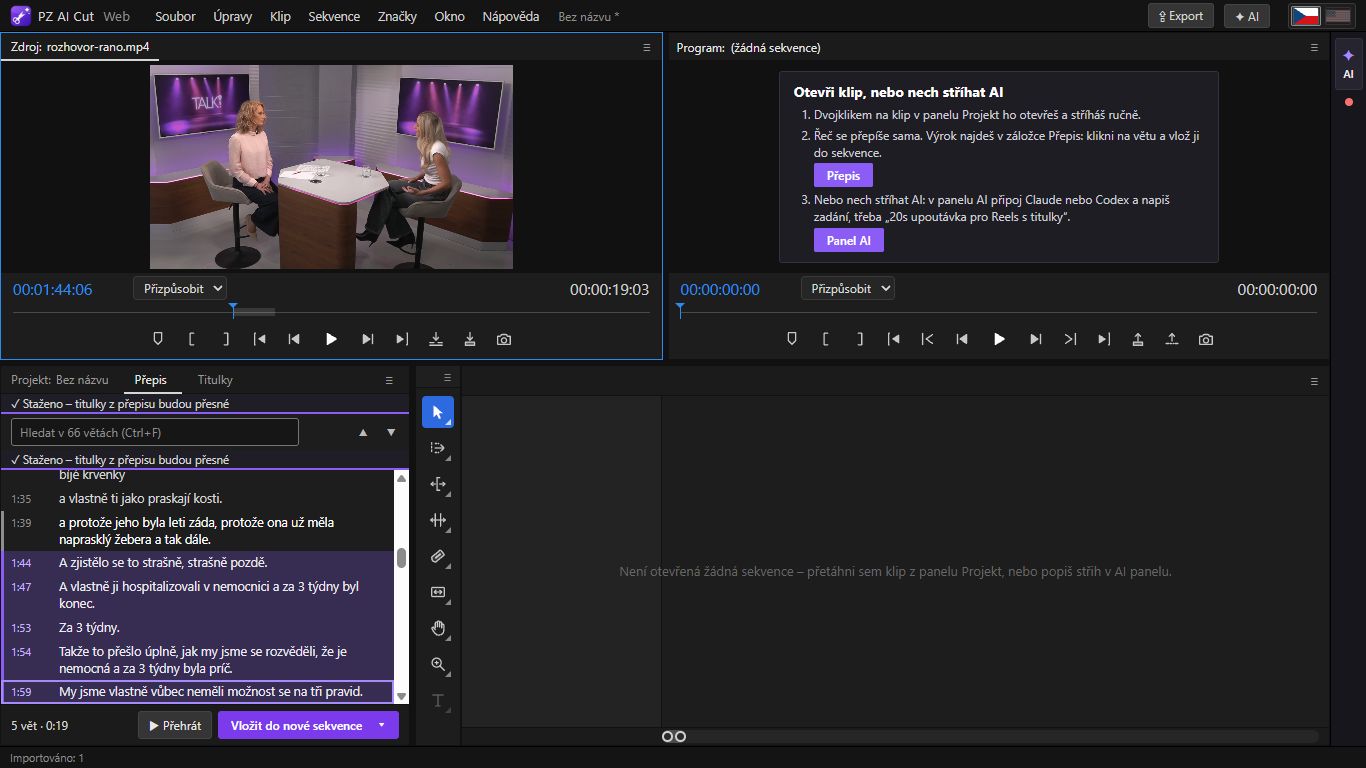 PZ AI Cut Web Soubor Úpravy Klip Sekvence Značky Okno Nápověda Bez názvu * Export AI
Zdroj: rozhovor-rano.mp4
TALK
00:01:44:06 Přizpůsobit 00:00:19:03
Program: (žádná sekvence)
Otevři klip, nebo nech stříhat AI
1. Dvojklikem na klip v panelu Projekt ho otevřeš a stříháš ručně.
2. Řeč se přepíše sama. Výrok najdeš v záložce Přepis: klikni na větu a vlož ji
do sekvence.
Přepis
3. Nebo nech stříhat AI: v panelu AI připoj Claude nebo Codex a napiš
zadání, třeba „20s upoutávka pro Reels s titulky“.
Panel AI
00:00:00:00 Přizpůsobit 00:00:00:00
AI
Projekt: Bez názvu Přepis Titulky
✓ Staženo – titulky z přepisu budou přesné
Hledat v 66 větách (Ctrl+F)
✓ Staženo – titulky z přepisu budou přesné
bijé krvenky
1:35 a vlastně ti jako praskají kosti.
1:39 a protože jeho byla leti záda, protože ona už měla
naprasklý žebera a tak dále.
1:44 A zjistělo se to strašně, strašně pozdě.
1:47 A vlastně ji hospitalizovali v nemocnici a za 3 týdny byl
konec.
1:53 Za 3 týdny.
1:54 Takže to přešlo úplně, jak my jsme se rozvěděli, že je
nemocná a za 3 týdny byla príč.
1:59 My jsme vlastně vůbec neměli možnost se na tři pravid.
5 vět · 0:19 Přehrát Vložit do nové sekvence
Není otevřená žádná sekvence – přetáhni sem klip z panelu Projekt, nebo popiš střih v AI panelu.
Importováno: 1